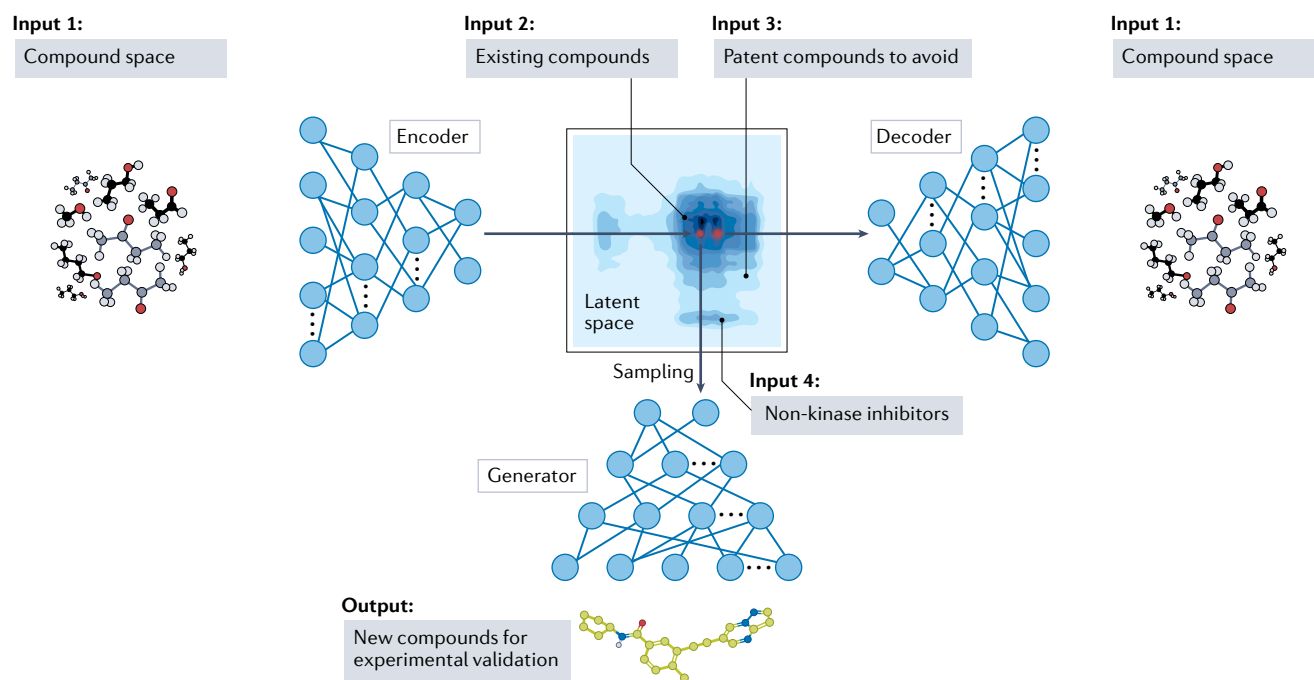 Input 1:
Compound space
Input 2:
Existing compounds
Input 3:
Patent compounds to avoid
Input 1:
Compound space
Encoder
Decoder
Latent
space
Sampling
Input 4:
Non-kinase inhibitors
Generator
Output:
New compounds for
experimental validation